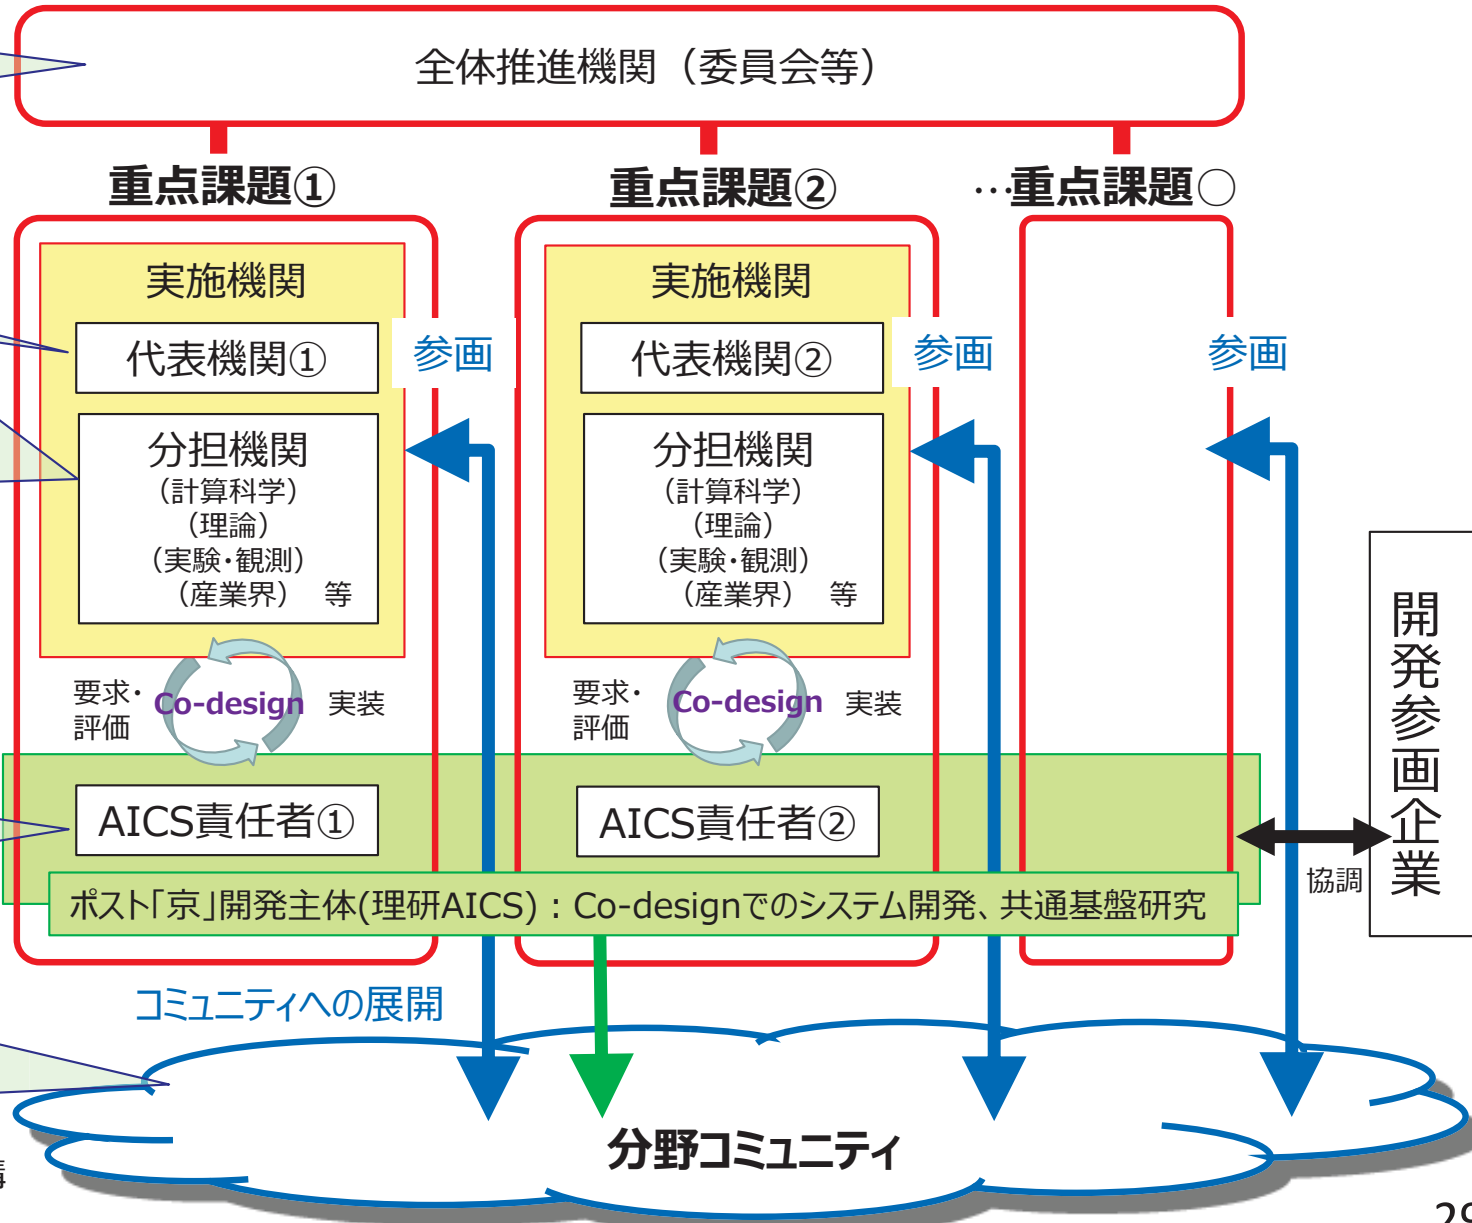 全体推進機関（委員会等）
重点課題①
重点課題②
…重点課題○
実施機関
代表機関①
参画
分担機関
（計算科学）
（理論）
（実験・観測）
（産業界）　等
実施機関
代表機関②
参画
分担機関
（計算科学）
（理論）
（実験・観測）
（産業界）　等
参画
要求・
評価
Co-design
実装
要求・
評価
Co-design
実装
AICS責任者①
AICS責任者②
ポスト「京」開発主体(理研AICS)：Co-designでのシステム開発、共通基盤研究
協調
開発参画企業
コミュニティへの展開
分野コミュニティ